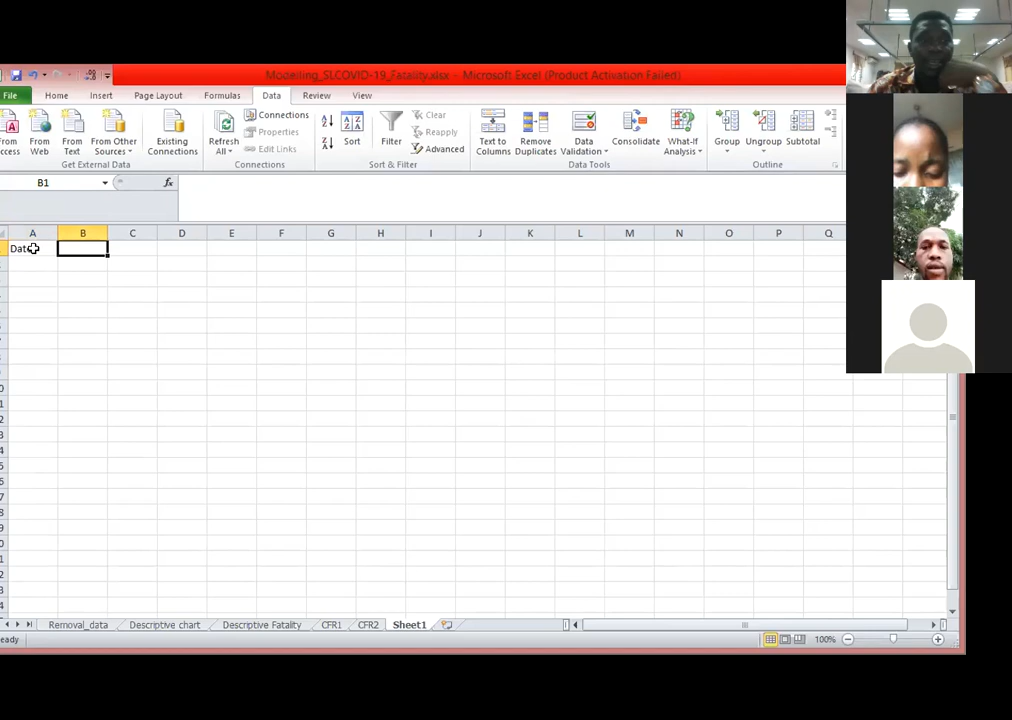 Modelling_SLCOVID-19_Fatality.xlsx - Microsoft Excel (Product Activation Failed)
File Home Insert Page Layout Formulas Data Review View
From Access
From Web
From Text
From Other Sources
Existing Connections
Get External Data
Refresh All
Connections
Properties
Edit Links
Connections
Sort
Filter
Clear
Reapply
Advanced
Sort & Filter
Text to Columns
Remove Duplicates
Data Validation
Consolidate
What-If Analysis
Data Tools
Group
Ungroup
Subtotal
Outline
B1 fx
A B C D E F G H I J K L M N O P Q
Removal_data Descriptive chart Descriptive Fatality CFR1 CFR2 Sheet1
100%